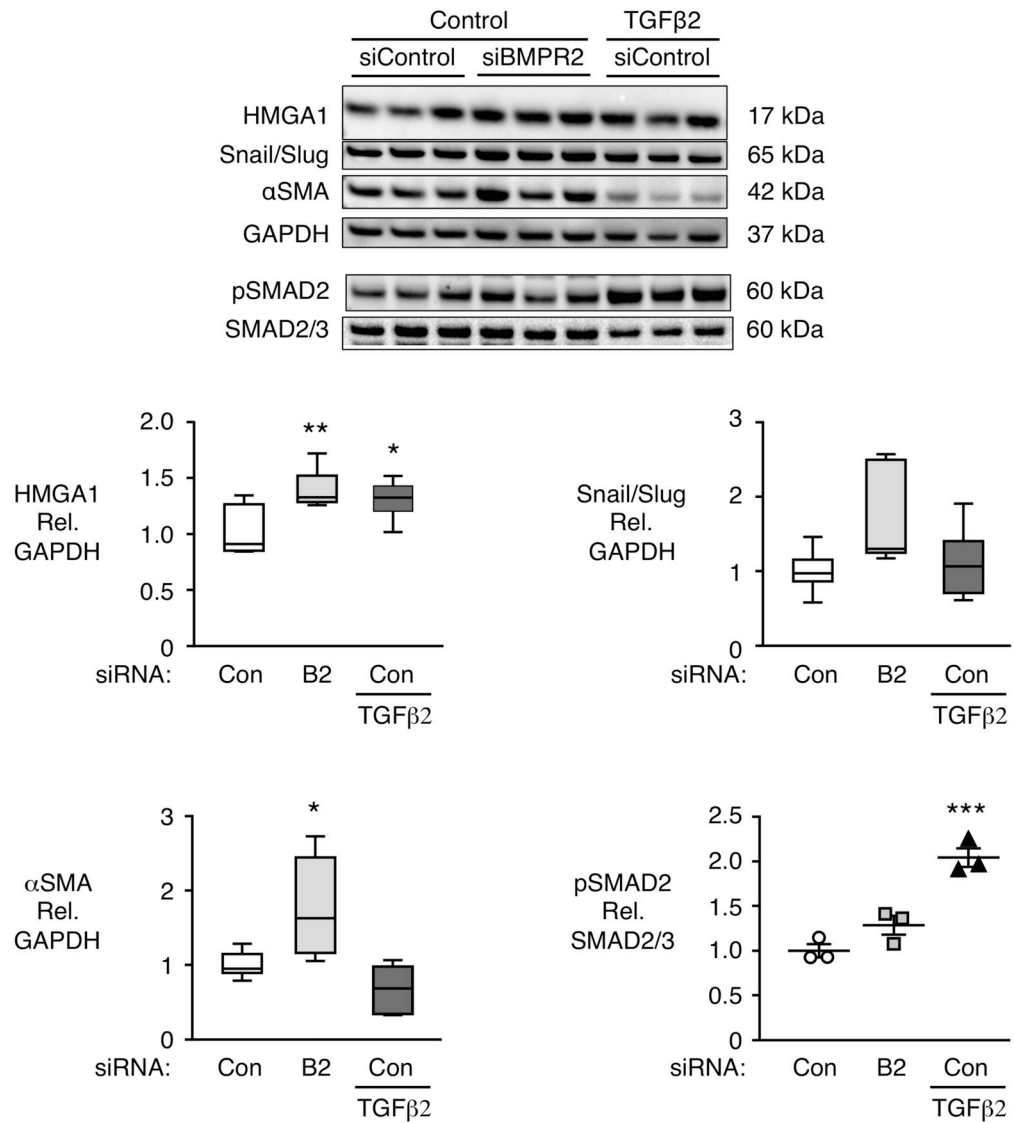 Control TGFβ2
siControl siBMPR2 siControl
HMGA1 17 kDa
Snail/Slug 65 kDa
αSMA 42 kDa
GAPDH 37 kDa
pSMAD2 60 kDa
SMAD2/3 60 kDa
HMGA1
Rel.
GAPDH
2.0
1.5
1.0
0.5
0
** *
siRNA: Con B2 Con
TGFβ2
Snail/Slug
Rel.
GAPDH
3
2
1
0
Con B2 Con
TGFβ2
αSMA
Rel.
GAPDH
3
2
1
0
*
siRNA: Con B2 Con
TGFβ2
pSMAD2
Rel.
SMAD2/3
2.5
2.0
1.5
1.0
0.5
0
***
siRNA: Con B2 Con
TGFβ2